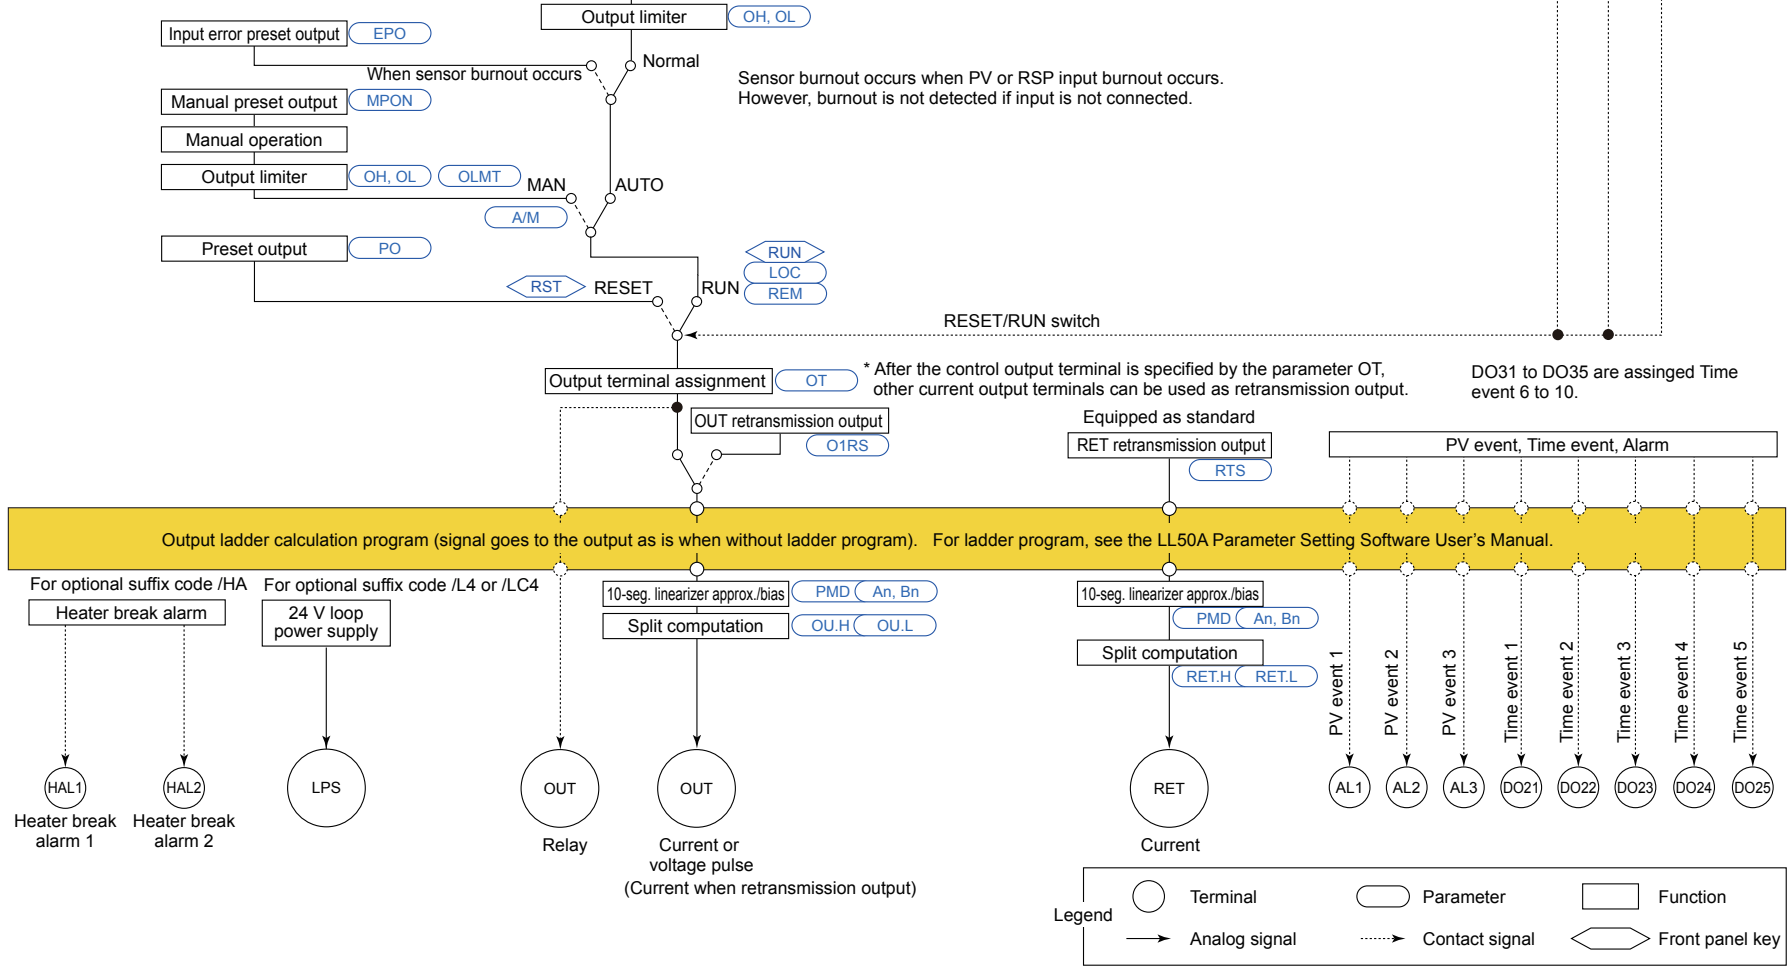 Output limiter
OH, OL
Input error preset output
EPO
When sensor burnout occurs
Normal
Sensor burnout occurs when PV or RSP input burnout occurs.
However, burnout is not detected if input is not connected.
Manual preset output
MPON
Manual operation
Output limiter
OH, OL
OLMT
MAN
AUTO
A/M
Preset output
PO
RUN
LOC
REM
RST
RESET
RUN
RESET/RUN switch
Output terminal assignment
OT
* After the control output terminal is specified by the parameter OT,
other current output terminals can be used as retransmission output.
DO31 to DO35 are assinged Time
event 6 to 10.
OUT retransmission output
O1RS
Equipped as standard
RET retransmission output
RTS
PV event, Time event, Alarm
Output ladder calculation program (signal goes to the output as is when without ladder program). For ladder program, see the LL50A Parameter Setting Software User's Manual.
For optional suffix code /HA
Heater break alarm
For optional suffix code /L4 or /LC4
24 V loop
power supply
10-seg. linearizer approx./bias
PMD
An, Bn
Split computation
OU.H
OU.L
10-seg. linearizer approx./bias
PMD
An, Bn
Split computation
RET.H
RET.L
PV event 1
PV event 2
PV event 3
Time event 1
Time event 2
Time event 3
Time event 4
Time event 5
HAL1
HAL2
LPS
OUT
OUT
RET
AL1
AL2
AL3
DO21
DO22
DO23
DO24
DO25
Heater break
alarm 1
Heater break
alarm 2
Relay
Current or
voltage pulse
(Current when retransmission output)
Current
Legend
Terminal
Parameter
Function
Analog signal
Contact signal
Front panel key